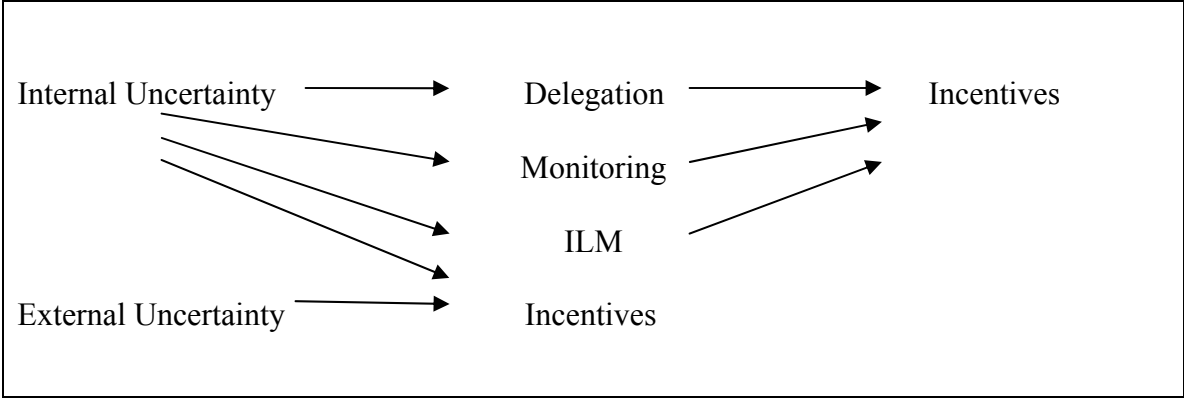 Internal Uncertainty Delegation Incentives
Monitoring
ILM
External Uncertainty Incentives